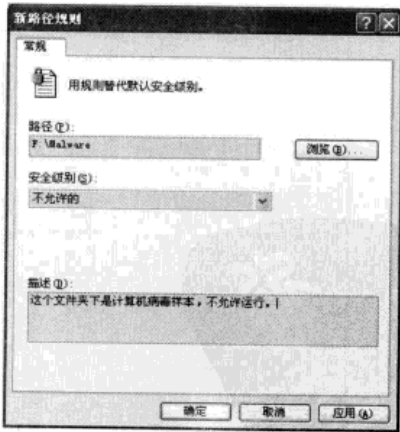 新路径规则
常规
用规则替代默认安全级别。
路径(P):
F:\Malware
浏览(B)...
安全级别(S):
不允许的
描述(D):
这个文件夹下是计算机病毒样本,不允许运行。
确定
取消
应用(A)